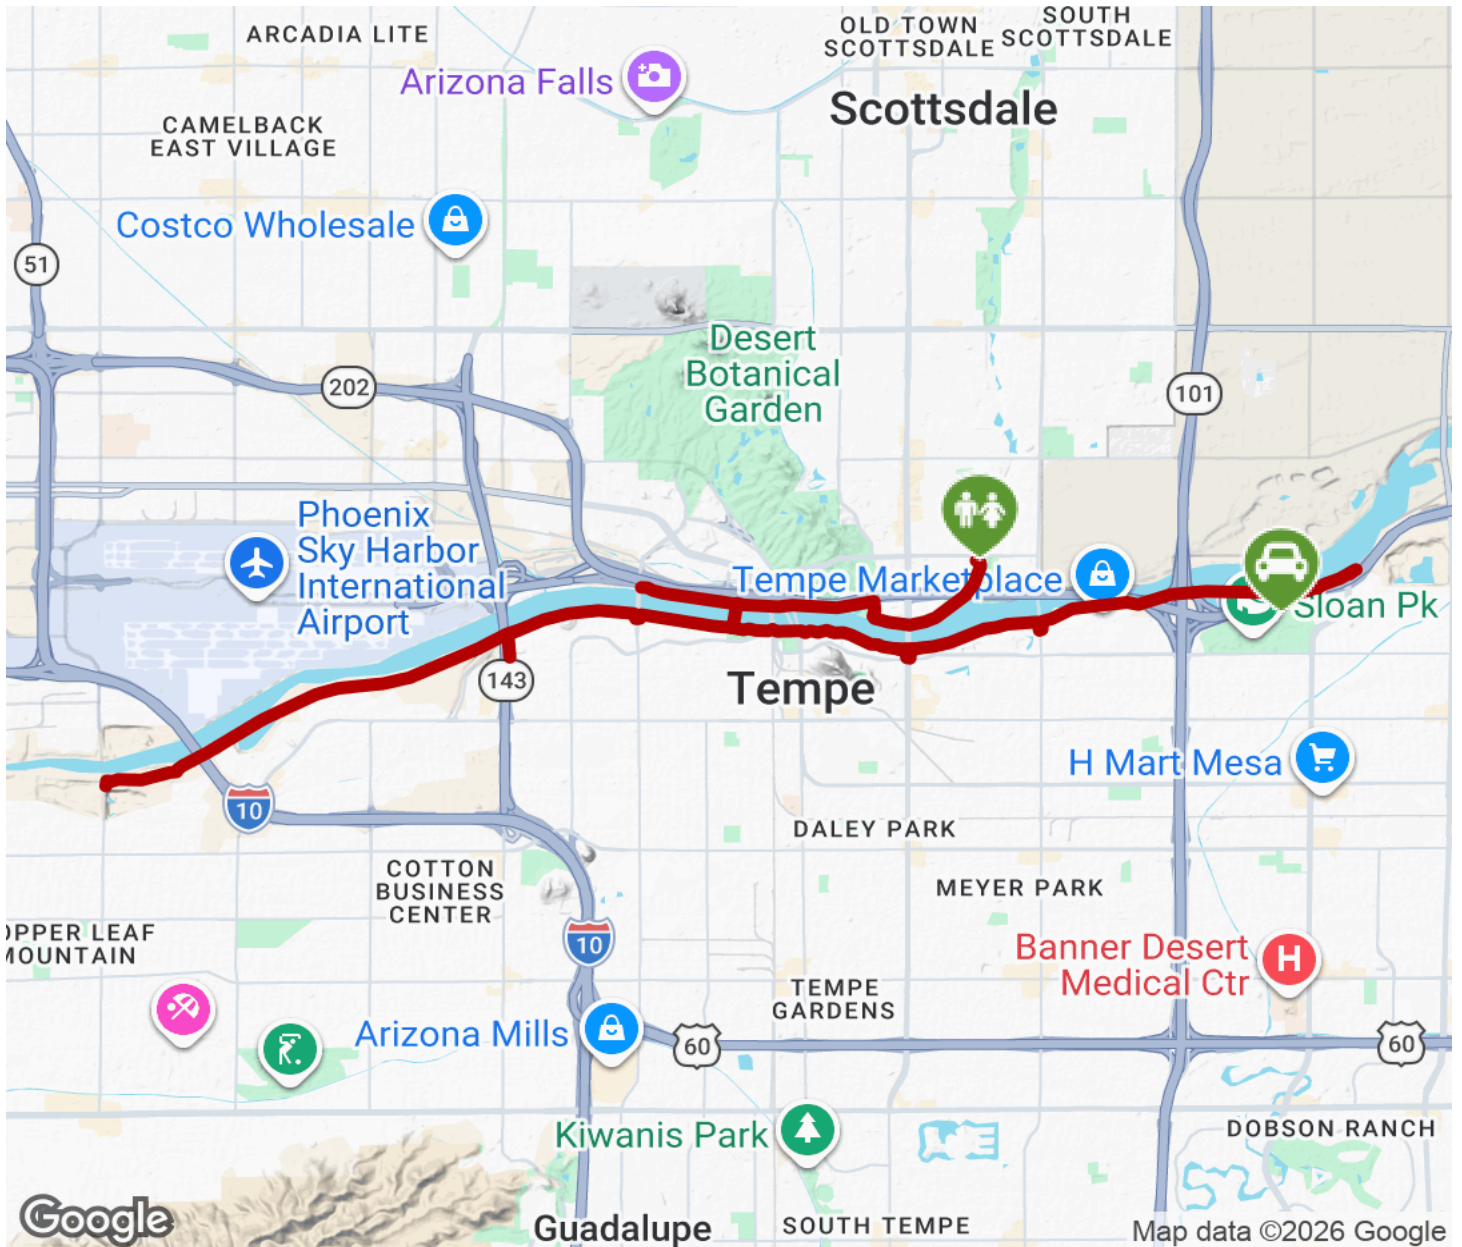 ARCADIA LITE
OLD TOWN
SCOTTSDALE
SOUTH
SCOTTSDALE
Arizona Falls
Scottsdale
CAMELBACK
EAST VILLAGE
Costco Wholesale
51
Desert
Botanical
Garden
202
101
Phoenix
Sky Harbor
International
Airport
Tempe Marketplace
Sloan Pk
143
Tempe
H Mart Mesa
10
DALEY PARK
COTTON
BUSINESS
CENTER
MEYER PARK
OPPER LEAF
MOUNTAIN
10
Banner Desert
Medical Ctr
H
TEMPE
GARDENS
Arizona Mills
60
60
Kiwanis Park
DOBSON RANCH
Google
Guadalupe
SOUTH TEMPE
Map data ©2026 Google